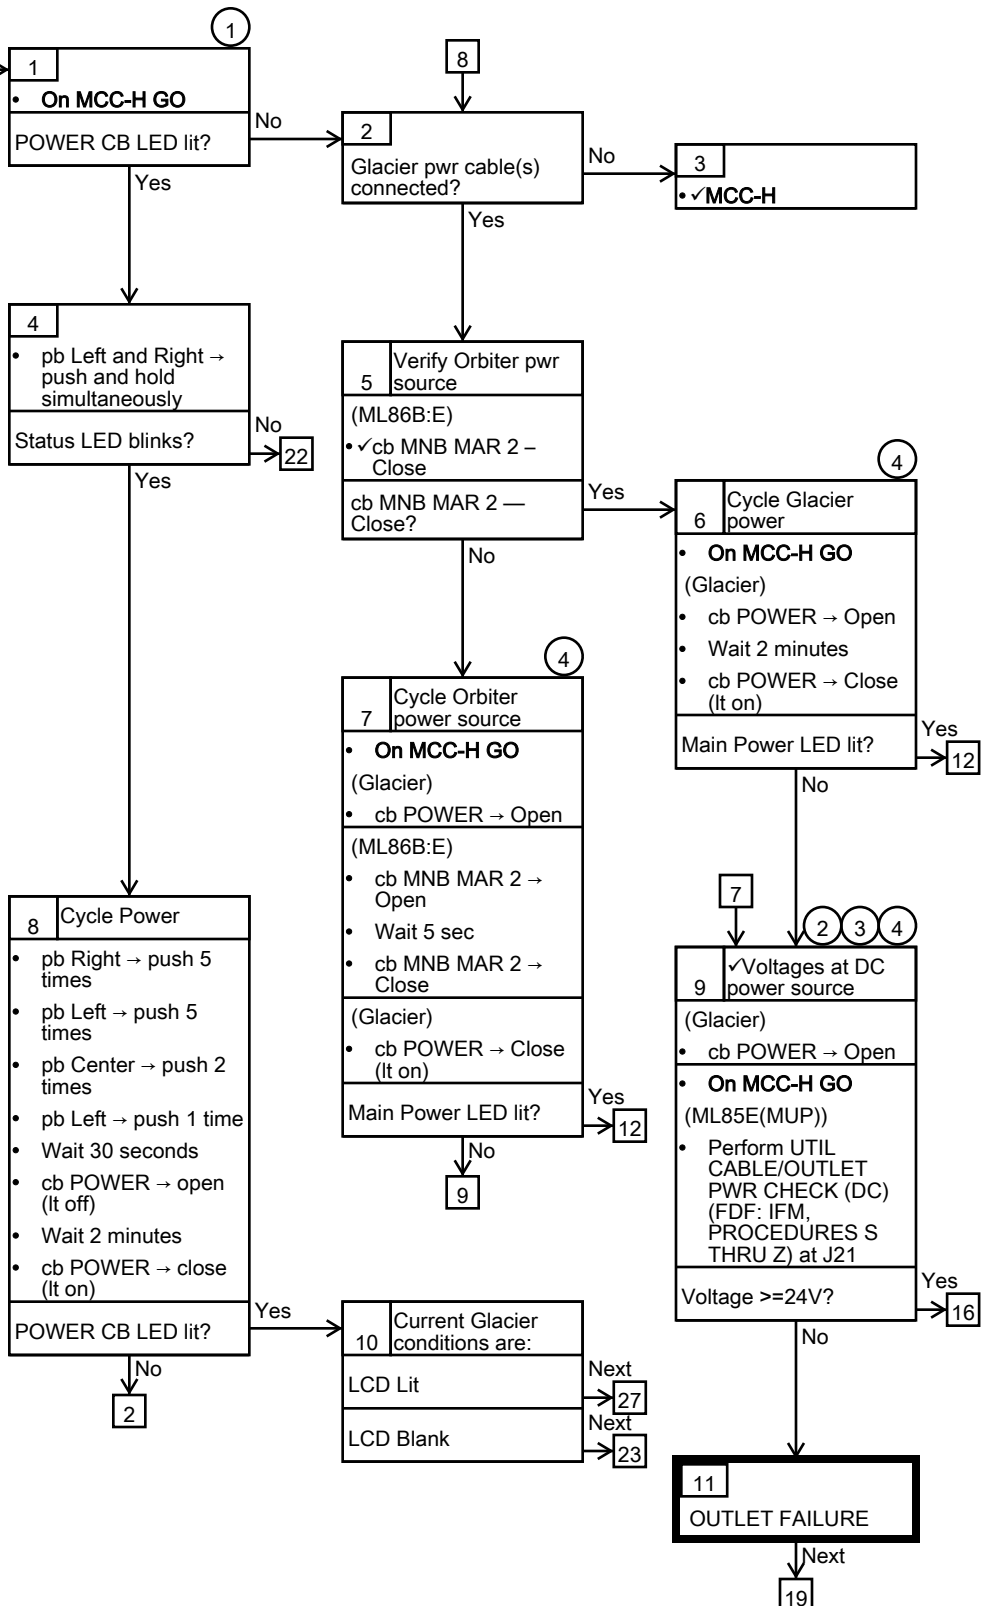 1
1
• On MCC-H GO
POWER CB LED lit?
No
Yes
8
2
Glacier pwr cable(s)
connected?
No
Yes
3
• ✓MCC-H
4
• pb Left and Right →
push and hold
simultaneously
Status LED blinks?
No
22
Yes
5
Verify Orbiter pwr
source
(ML86B:E)
• ✓cb MNB MAR 2 –
Close
cb MNB MAR 2 —
Close?
Yes
No
4
6
Cycle Glacier
power
• On MCC-H GO
(Glacier)
• cb POWER → Open
• Wait 2 minutes
• cb POWER → Close
(lt on)
Main Power LED lit?
Yes
12
No
4
7
Cycle Orbiter
power source
• On MCC-H GO
(Glacier)
• cb POWER → Open
(ML86B:E)
• cb MNB MAR 2 →
Open
• Wait 5 sec
• cb MNB MAR 2 →
Close
(Glacier)
• cb POWER → Close
(lt on)
Main Power LED lit?
Yes
12
No
9
8
Cycle Power
• pb Right → push 5
times
• pb Left → push 5
times
• pb Center → push 2
times
• pb Left → push 1 time
• Wait 30 seconds
• cb POWER → open
(lt off)
• Wait 2 minutes
• cb POWER → close
(lt on)
POWER CB LED lit?
Yes
No
2
7
2 3 4
9
✓Voltages at DC
power source
(Glacier)
• cb POWER → Open
• On MCC-H GO
(ML85E(MUP))
• Perform UTIL
CABLE/OUTLET
PWR CHECK (DC)
(FDF: IFM,
PROCEDURES S
THRU Z) at J21
Voltage >=24V?
Yes
16
No
10
Current Glacier
conditions are:
LCD Lit
Next
27
LCD Blank
Next
23
11
OUTLET FAILURE
Next
19